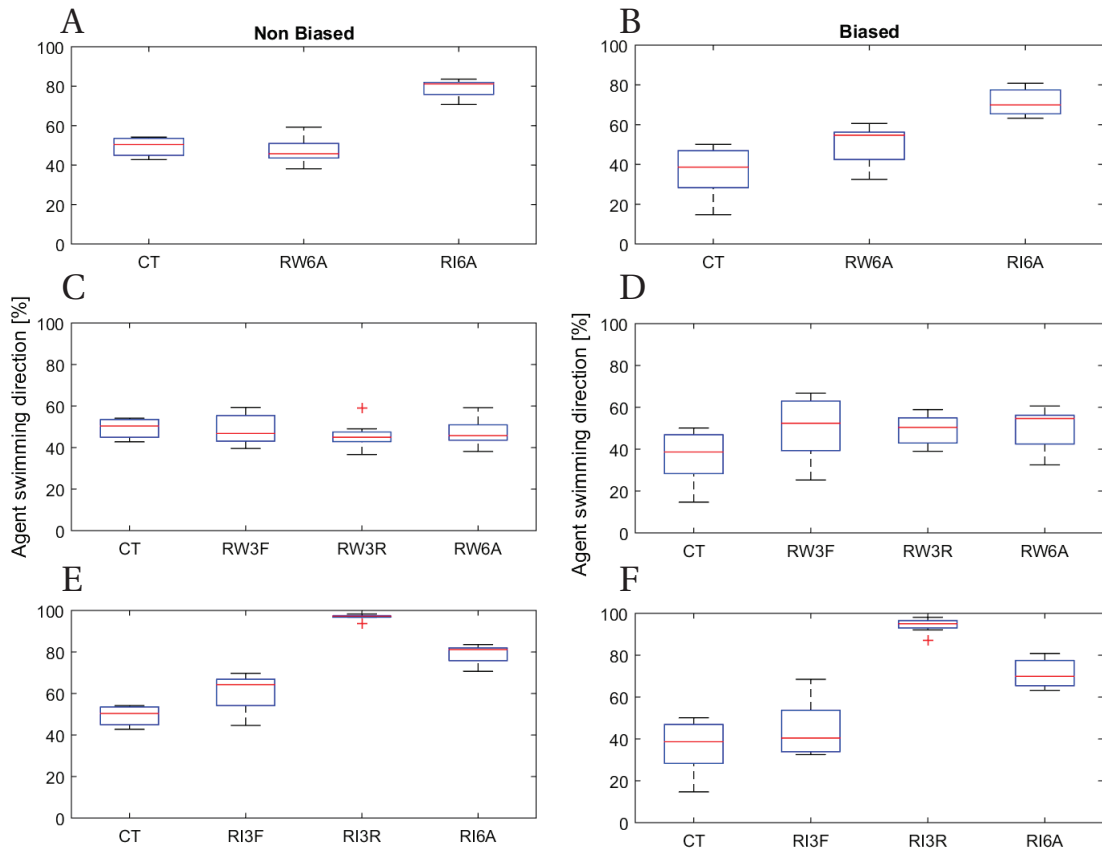 A
Non Biased
100
80
60
40
20
0
CT RW6A RI6A
B
Biased
100
80
60
40
20
0
CT RW6A RI6A
Agent swimming direction [%]
C
100
80
60
40
20
0
CT RW3F RW3R RW6A
Agent swimming direction [%]
D
100
80
60
40
20
0
CT RW3F RW3R RW6A
E
100
80
60
40
20
0
CT RI3F RI3R RI6A
F
100
80
60
40
20
0
CT RI3F RI3R RI6A